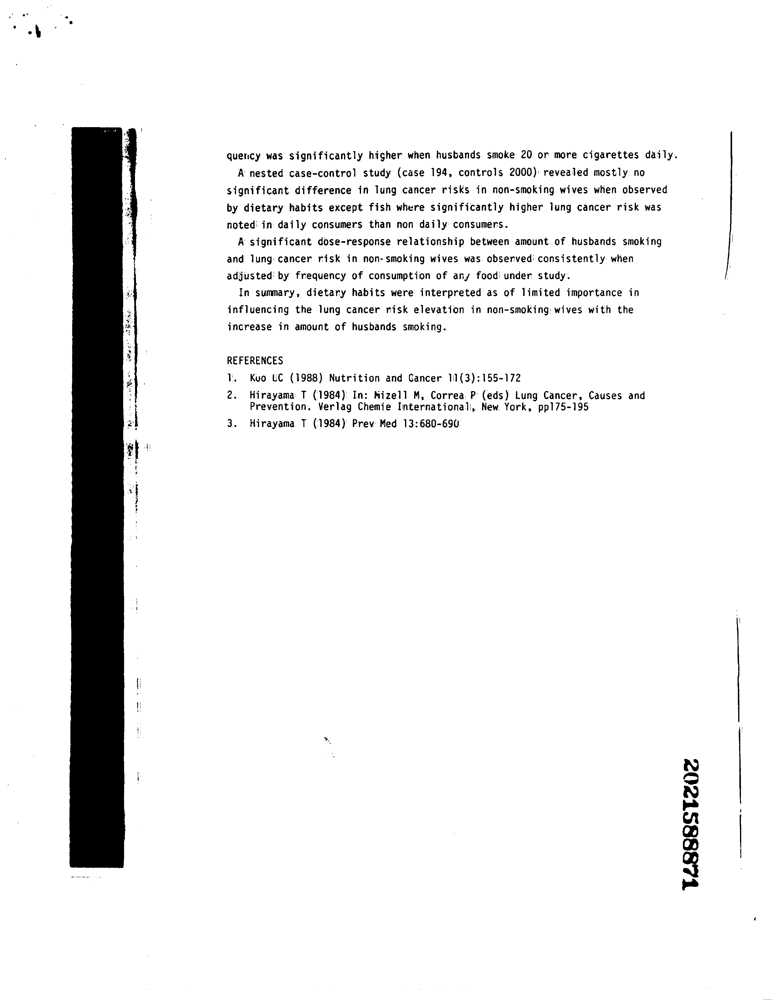 quency was significantly higher when husbands smoke 20 or more cigarettes daily.
A nested case-control study (case 194, controls 2000) revealed mostly no
significant difference in lung cancer risks in non-smoking wives when observed
by dietary habits except fish where significantly higher lung cancer risk was
noted in daily consumers than non daily consumers.
A significant dose-response relationship between amount of husbands smoking
and lung cancer risk in non-smoking wives was observed consistently when
adjusted by frequency of consumption of any food under study.
In summary, dietary habits were interpreted as of limited importance in
influencing the lung cancer risk elevation in non-smoking wives with the
increase in amount of husbands smoking.
REFERENCES
1. Kuo LC (1988) Nutrition and Cancer 11(3):155-172
2. Hirayama T (1984) In: Mizell M, Correa P (eds) Lung Cancer, Causes and
Prevention. Verlag Chemie International, New York, pp175-195
3. Hirayama T (1984) Prev Med 13:680-690
2021588871